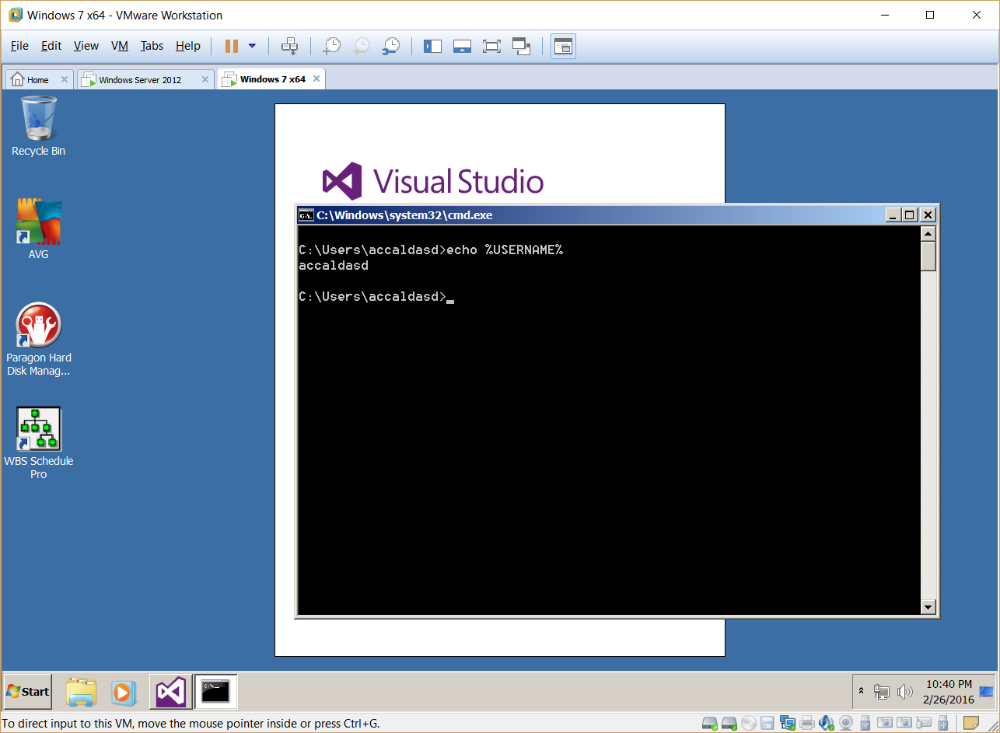 Windows 7 x64 - VMware Workstation
File Edit View VM Tabs Help
Home Windows Server 2012 Windows 7 x64
Recycle Bin
AVG
Paragon Hard
Disk Manag...
WBS Schedule
Pro
Visual Studio
C:\Windows\system32\cmd.exe
C:\Users\accaldasd>echo %USERNAME%
accaldasd
C:\Users\accaldasd>_
Start
10:40 PM
2/26/2016
To direct input to this VM, move the mouse pointer inside or press Ctrl+G.